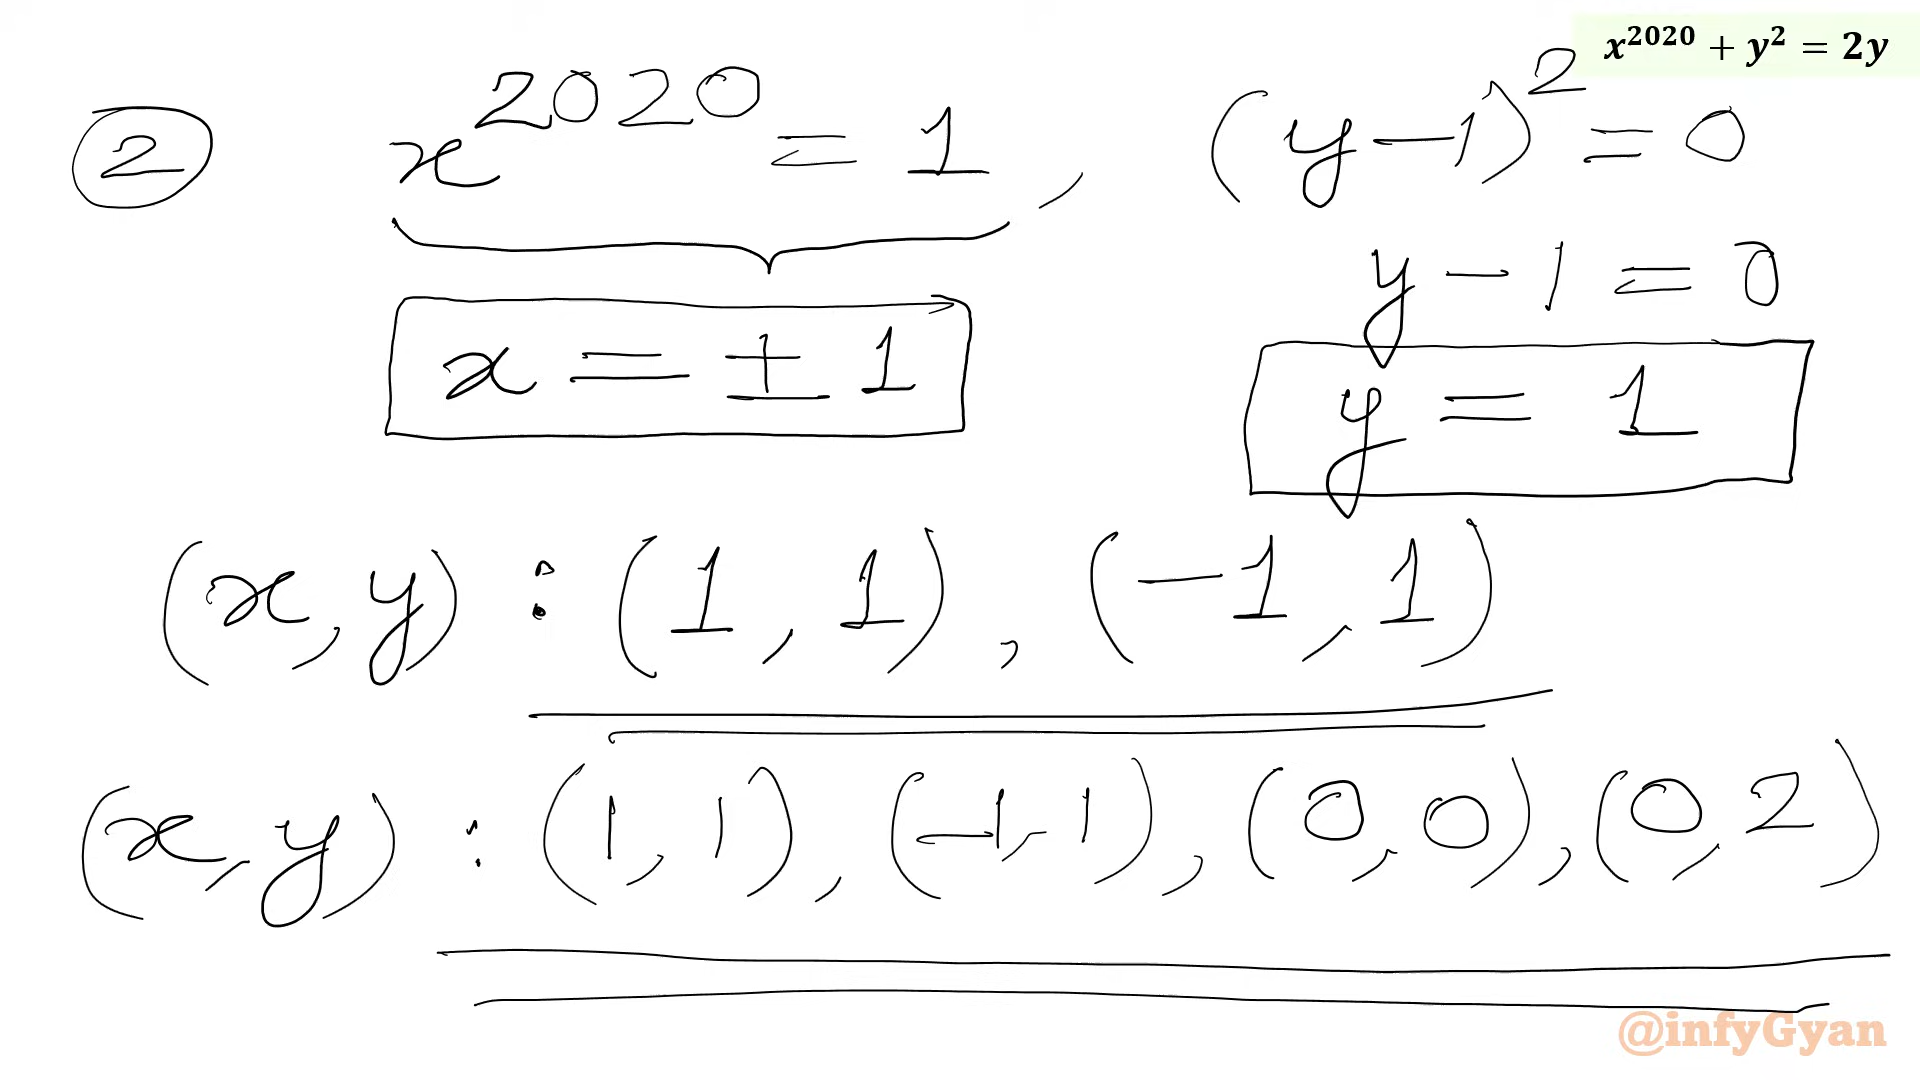 x^2020 + y^2 = 2y
② x^2020 = 1 , (y-1)^2 = 0
y - 1 = 0
x = ± 1
y = 1
(x, y) : (1, 1), (-1, 1)
(x, y) : (1, 1), (-1, 1), (0, 0), (0, 2)
@infyGyan